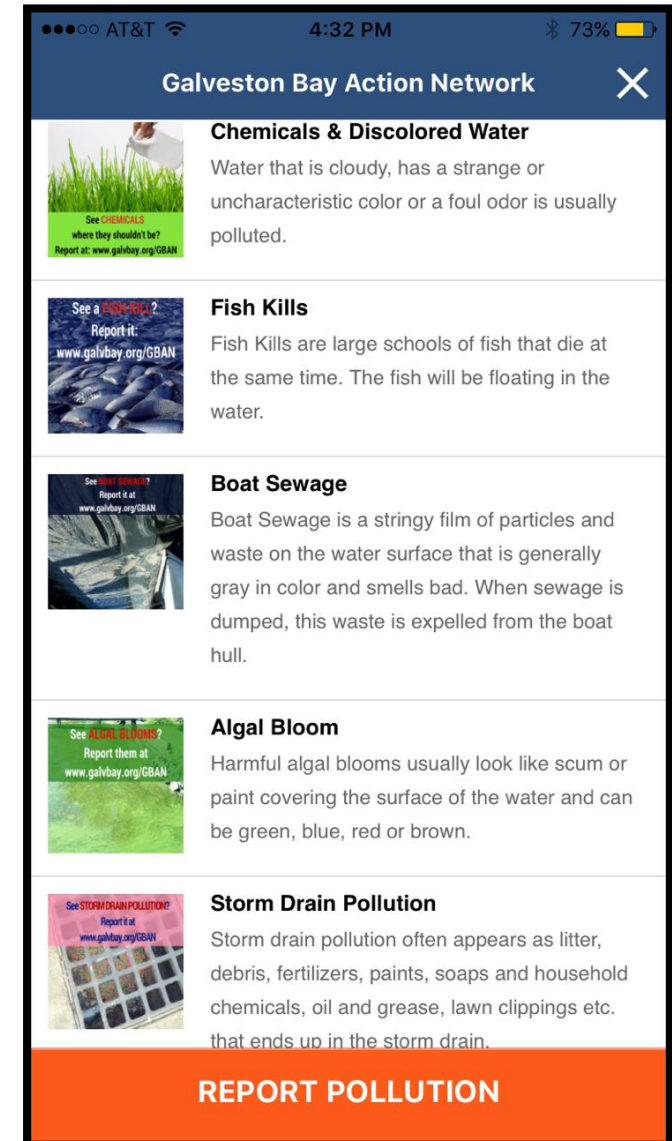 AT&T 4:32 PM 73%
Galveston Bay Action Network
See CHEMICALS
where they shouldn't be?
Report at: www.galvbay.org/GBAN
Chemicals & Discolored Water
Water that is cloudy, has a strange or
uncharacteristic color or a foul odor is usually
polluted.
See a FISH KILL?
Report it:
www.galvbay.org/GBAN
Fish Kills
Fish Kills are large schools of fish that die at
the same time. The fish will be floating in the
water.
See BOAT SEWAGE?
Report it at
www.galvbay.org/GBAN
Boat Sewage
Boat Sewage is a stringy film of particles and
waste on the water surface that is generally
gray in color and smells bad. When sewage is
dumped, this waste is expelled from the boat
hull.
See ALGAL BLOOMS?
Report them at
www.galvbay.org/GBAN
Algal Bloom
Harmful algal blooms usually look like scum or
paint covering the surface of the water and can
be green, blue, red or brown.
See STORM DRAIN POLLUTION?
Report it at
www.galvbay.org/GBAN
Storm Drain Pollution
Storm drain pollution often appears as litter,
debris, fertilizers, paints, soaps and household
chemicals, oil and grease, lawn clippings etc.
that ends up in the storm drain.
REPORT POLLUTION